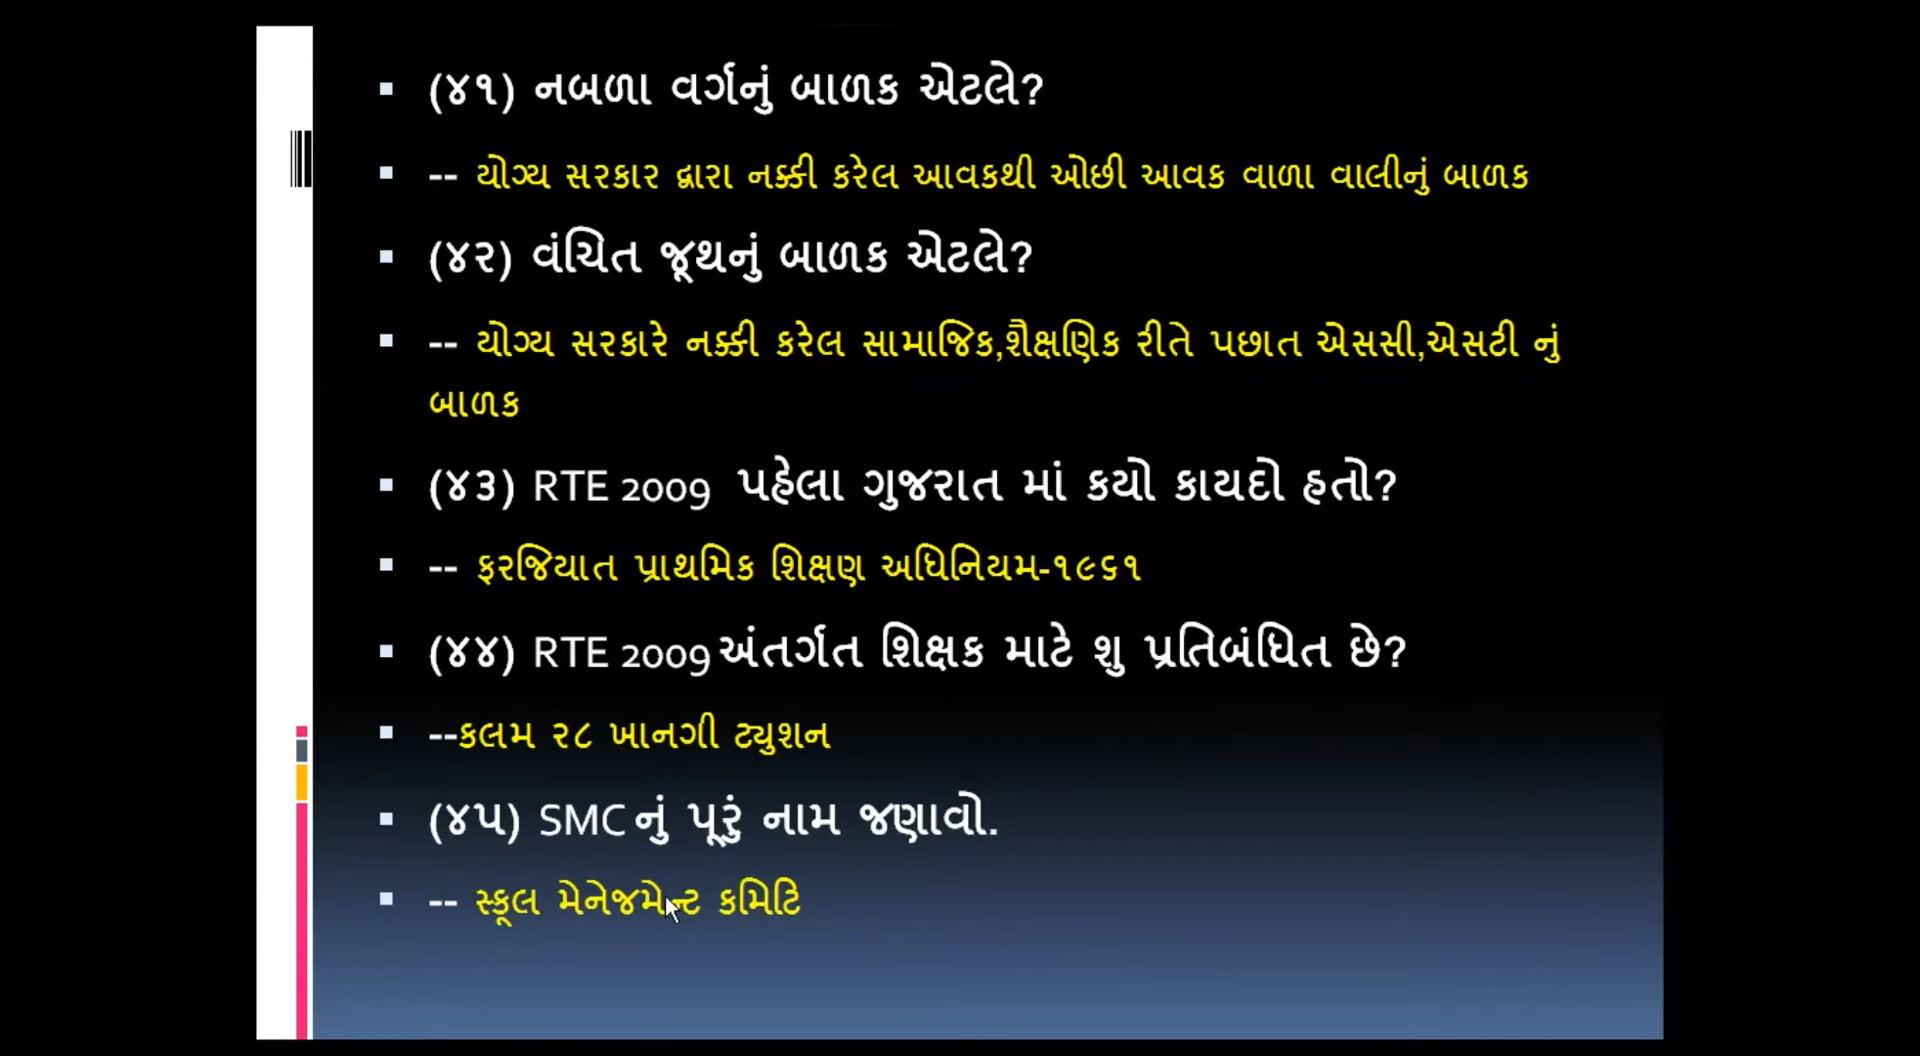 (૪૧) નબળા વર્ગનું બાળક એટલે?
-- યોગ્ય સરકાર દ્વારા નક્કી કરેલ આવકથી ઓછી આવક વાળા વાલીનું બાળક
(૪૨) વંચિત જૂથનું બાળક એટલે?
-- યોગ્ય સરકારે નક્કી કરેલ સામાજિક,શૈક્ષણિક રીતે પછાત એસસી,એસટી નું
બાળક
(૪૩) RTE 2009 પહેલા ગુજરાત માં કયો કાયદો હતો?
-- ફરજિયાત પ્રાથમિક શિક્ષણ અધિનિયમ-૧૯૬૧
(૪૪) RTE 2009 અંતર્ગત શિક્ષક માટે શુ પ્રતિબંધિત છે?
--કલમ ૨૮ ખાનગી ટ્યુશન
(૪૫) SMC નું પૂરું નામ જણાવો.
-- સ્કૂલ મેનેજમેન્ટ કમિટિ